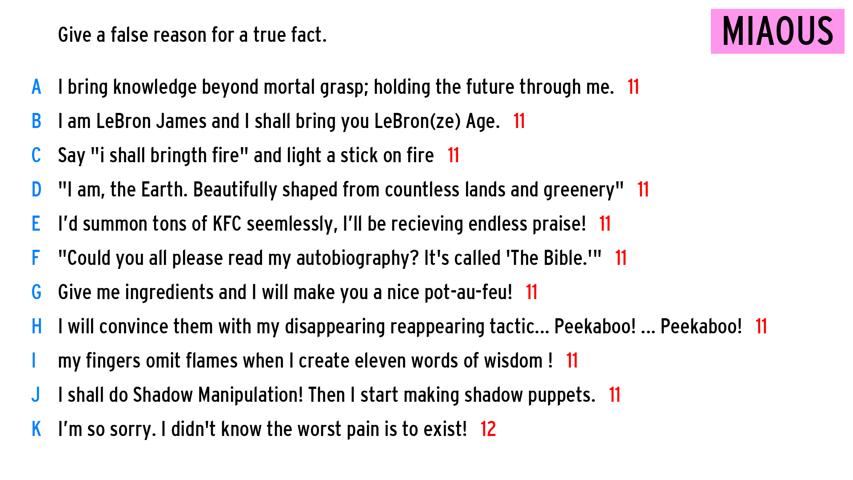 Give a false reason for a true fact.
MIAOUS
A I bring knowledge beyond mortal grasp; holding the future through me. 11
B I am LeBron James and I shall bring you LeBron(ze) Age. 11
C Say "i shall bringth fire" and light a stick on fire 11
D "I am, the Earth. Beautifully shaped from countless lands and greenery" 11
E I'd summon tons of KFC seemlessly, I'll be recieving endless praise! 11
F "Could you all please read my autobiography? It's called 'The Bible.'" 11
G Give me ingredients and I will make you a nice pot-au-feu! 11
H I will convince them with my disappearing reappearing tactic... Peekaboo! ... Peekaboo! 11
I my fingers omit flames when I create eleven words of wisdom ! 11
J I shall do Shadow Manipulation! Then I start making shadow puppets. 11
K I'm so sorry. I didn't know the worst pain is to exist! 12